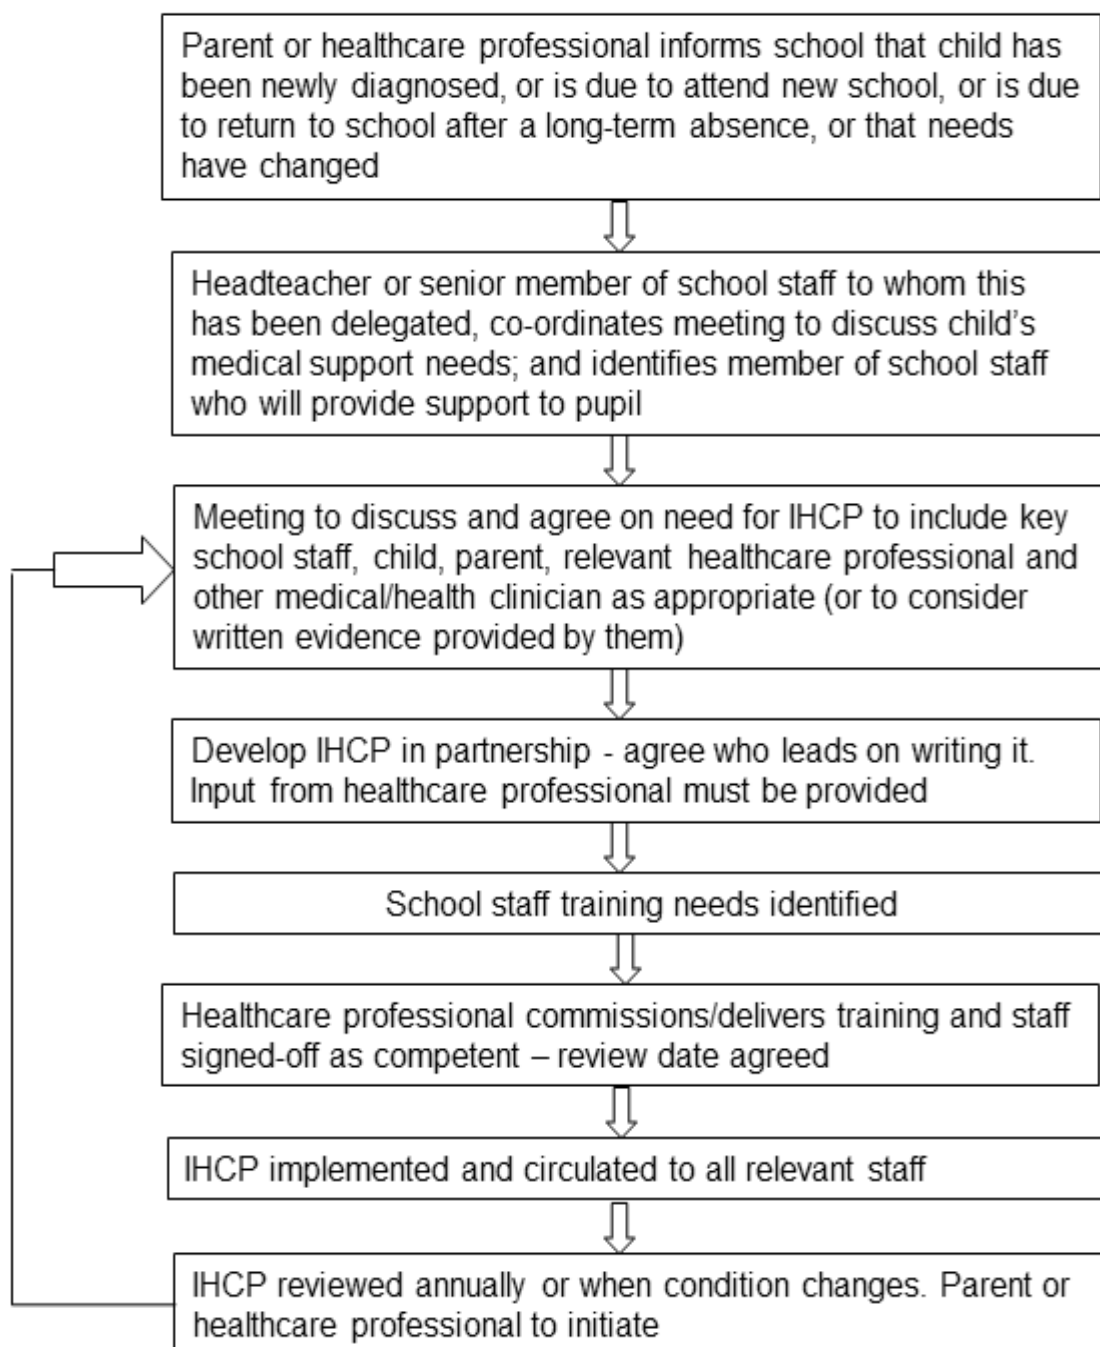 Parent or healthcare professional informs school that child has
been newly diagnosed, or is due to attend new school, or is due
to return to school after a long-term absence, or that needs
have changed
Headteacher or senior member of school staff to whom this
has been delegated, co-ordinates meeting to discuss child's
medical support needs; and identifies member of school staff
who will provide support to pupil
Meeting to discuss and agree on need for IHCP to include key
school staff, child, parent, relevant healthcare professional and
other medical/health clinician as appropriate (or to consider
written evidence provided by them)
Develop IHCP in partnership - agree who leads on writing it.
Input from healthcare professional must be provided
School staff training needs identified
Healthcare professional commissions/delivers training and staff
signed-off as competent – review date agreed
IHCP implemented and circulated to all relevant staff
IHCP reviewed annually or when condition changes. Parent or
healthcare professional to initiate